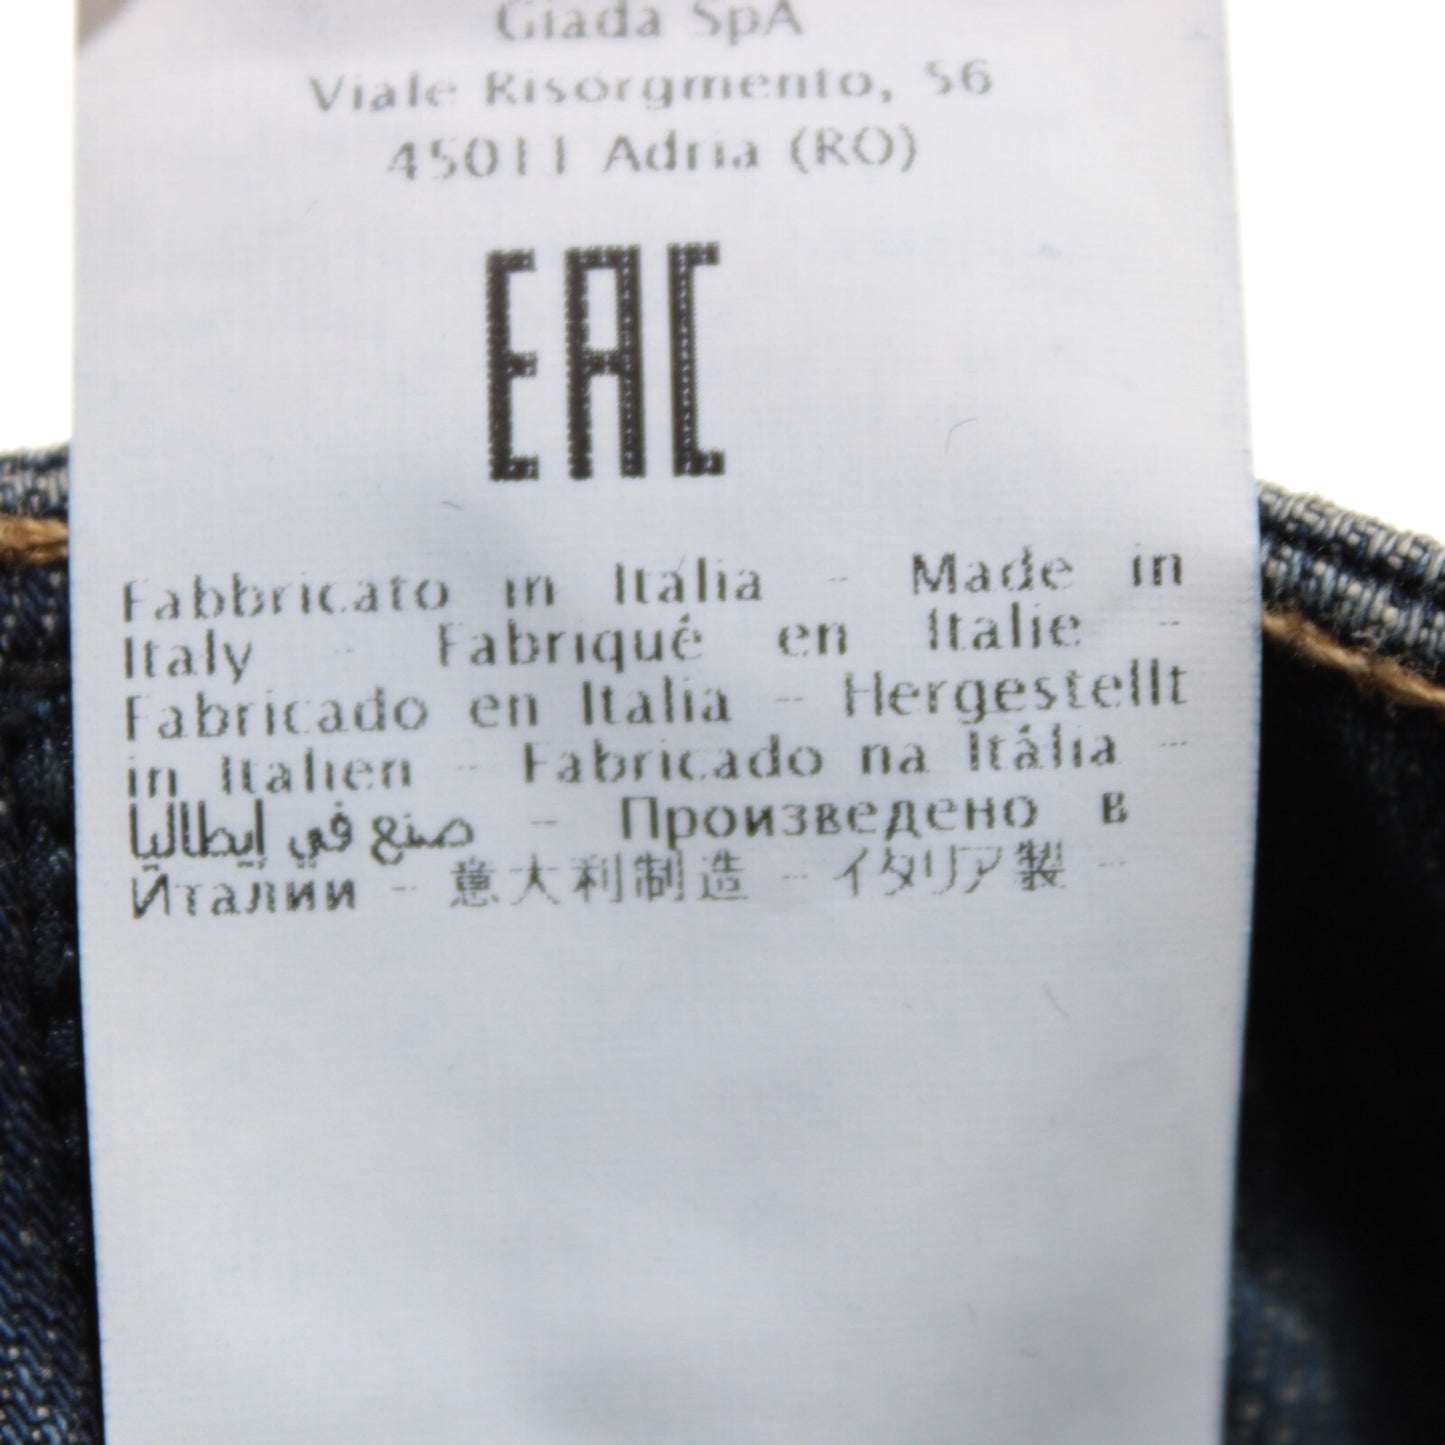 Giada SpA
Viale Risorgmento, 56
45011 Adria (RO)
EAC
Fabbricato in Italia - Made in
Italy - Fabriqué en Italie -
Fabricado en Italia - Hergestellt
in Italien - Fabricado na Itália -
صنع في إيطاليا - Произведено в
Италии - 意大利制造 - イタリア製 -